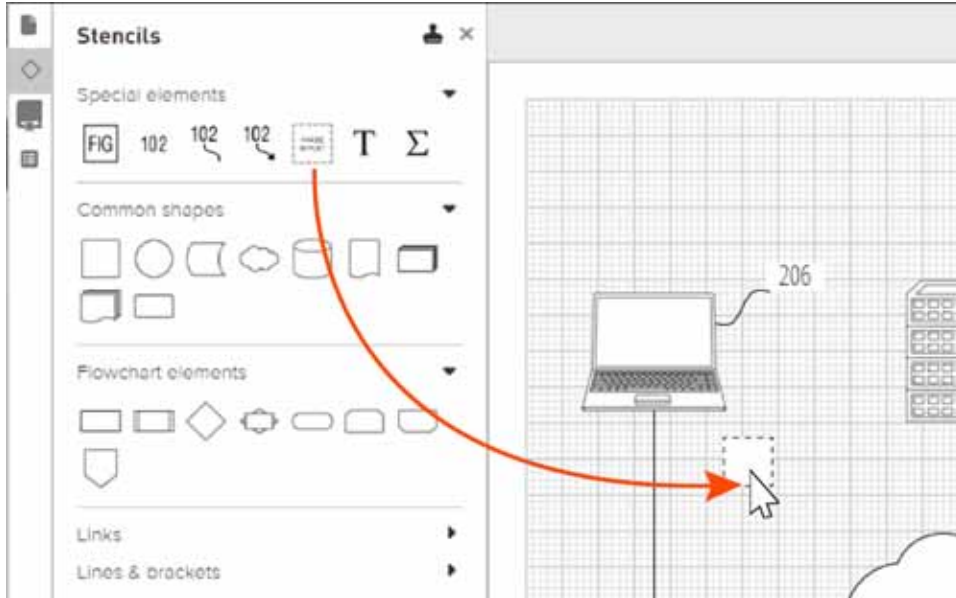 Stencils
Special elements
FIG 102 102 102 T Σ
Common shapes
206
Flowchart elements
Links
Lines & brackets